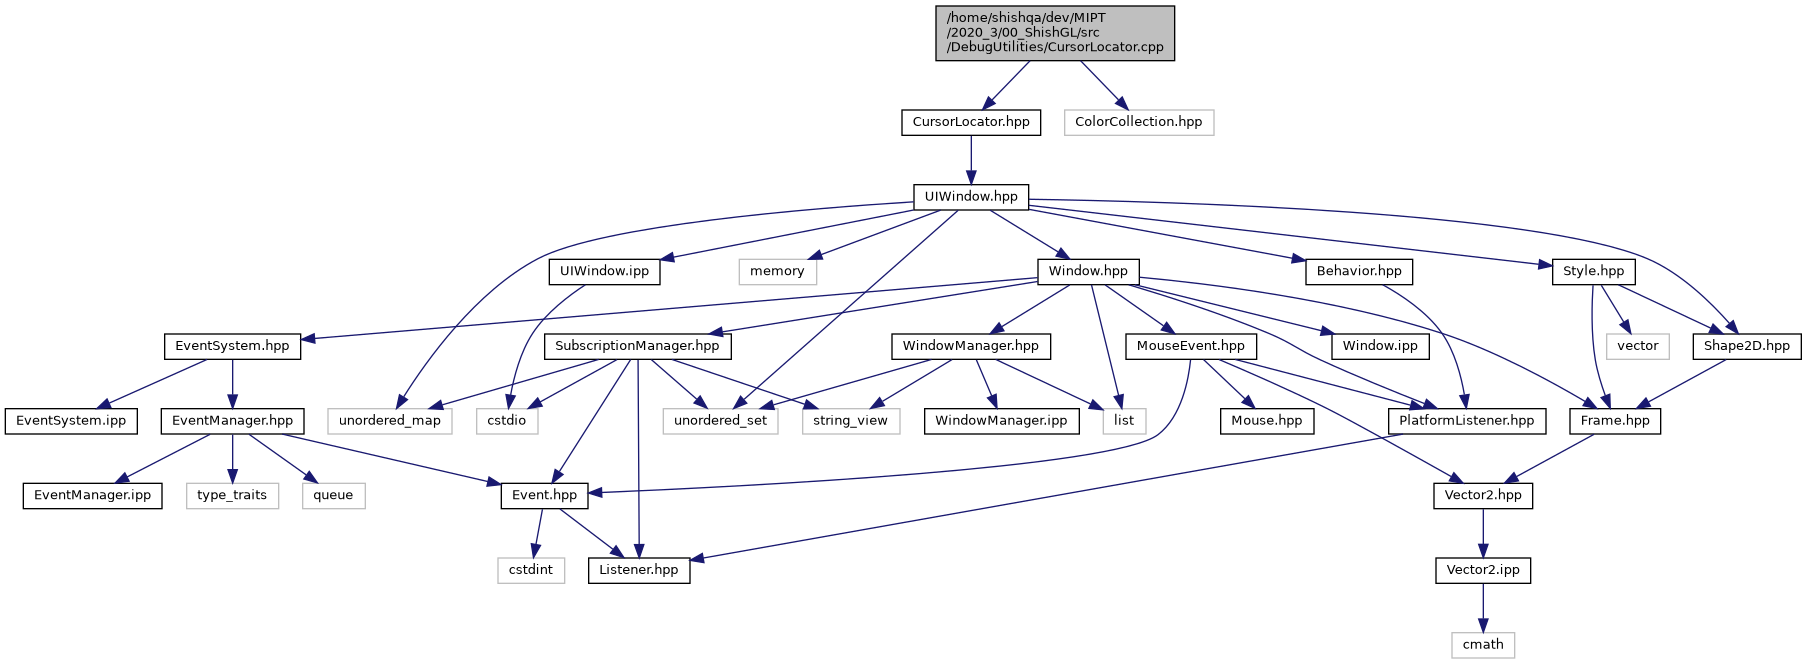 /home/shishqa/dev/MIPT
/2020_3/00_ShishGL/src
/DebugUtilities/CursorLocator.cpp
CursorLocator.hpp
ColorCollection.hpp
UIWindow.hpp
UIWindow.ipp
memory
Window.hpp
Behavior.hpp
Style.hpp
EventSystem.hpp
SubscriptionManager.hpp
WindowManager.hpp
MouseEvent.hpp
Window.ipp
vector
Shape2D.hpp
EventSystem.ipp
EventManager.hpp
unordered_map
cstdio
unordered_set
string_view
WindowManager.ipp
list
Mouse.hpp
PlatformListener.hpp
Frame.hpp
EventManager.ipp
type_traits
queue
Event.hpp
Vector2.hpp
cstdint
Listener.hpp
Vector2.ipp
cmath